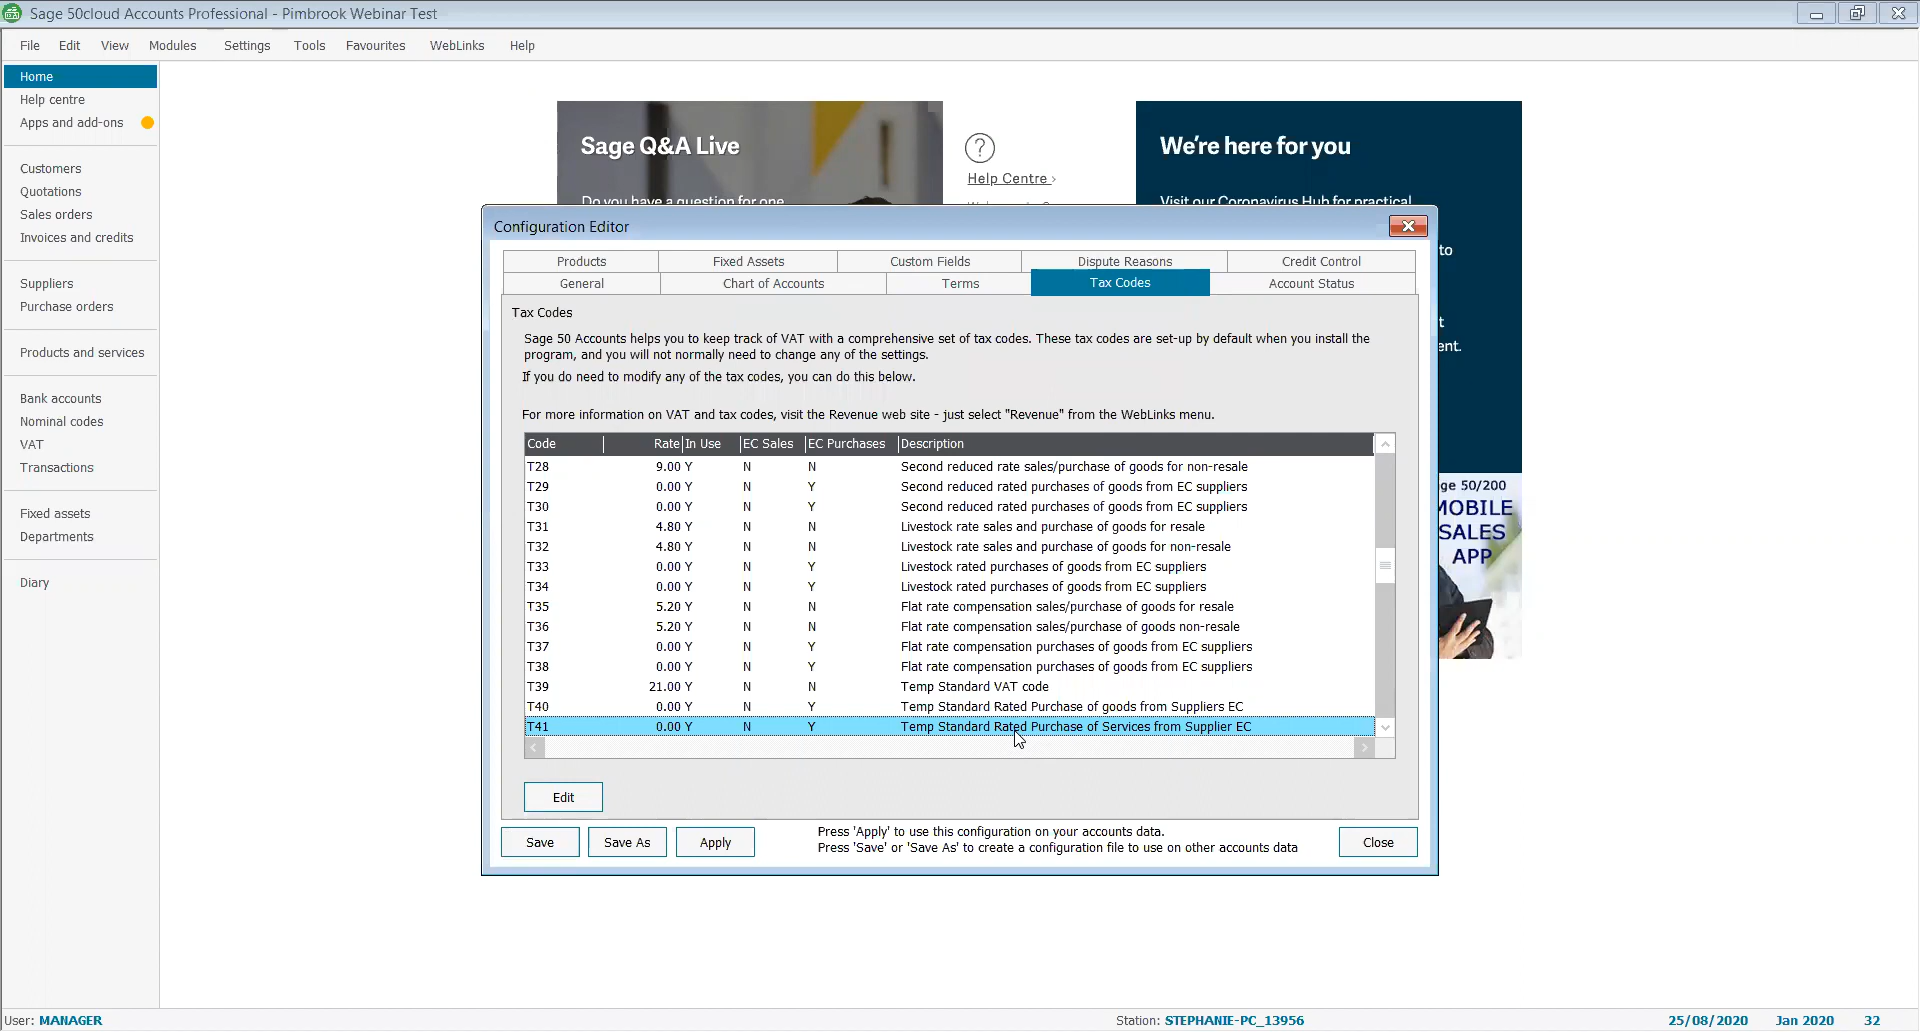 Sage 50cloud Accounts Professional - Pimbrook Webinar Test
File Edit View Modules Settings Tools Favourites WebLinks Help
Home
Help centre
Apps and add-ons
Customers
Quotations
Sales orders
Invoices and credits
Suppliers
Purchase orders
Products and services
Bank accounts
Nominal codes
VAT
Transactions
Fixed assets
Departments
Diary
Sage Q&A Live
Do you have a question for one
?
Help Centre >
We're here for you
Visit our Coronavirus Hub for practical
to
t
ent.
ge 50/200
MOBILE
SALES
APP
Configuration Editor
Products Fixed Assets Custom Fields Dispute Reasons Credit Control
General Chart of Accounts Terms Tax Codes Account Status
Tax Codes
Sage 50 Accounts helps you to keep track of VAT with a comprehensive set of tax codes. These tax codes are set-up by default when you install the
program, and you will not normally need to change any of the settings.
If you do need to modify any of the tax codes, you can do this below.
For more information on VAT and tax codes, visit the Revenue web site - just select "Revenue" from the WebLinks menu.
Code Rate In Use EC Sales EC Purchases Description
T28 9.00 Y N N Second reduced rate sales/purchase of goods for non-resale
T29 0.00 Y N Y Second reduced rated purchases of goods from EC suppliers
T30 0.00 Y N Y Second reduced rated purchases of goods from EC suppliers
T31 4.80 Y N N Livestock rate sales and purchase of goods for resale
T32 4.80 Y N N Livestock rate sales and purchase of goods for non-resale
T33 0.00 Y N Y Livestock rated purchases of goods from EC suppliers
T34 0.00 Y N Y Livestock rated purchases of goods from EC suppliers
T35 5.20 Y N N Flat rate compensation sales/purchase of goods for resale
T36 5.20 Y N N Flat rate compensation sales/purchase of goods non-resale
T37 0.00 Y N Y Flat rate compensation purchases of goods from EC suppliers
T38 0.00 Y N Y Flat rate compensation purchases of goods from EC suppliers
T39 21.00 Y N N Temp Standard VAT code
T40 0.00 Y N Y Temp Standard Rated Purchase of goods from Suppliers EC
T41 0.00 Y N Y Temp Standard Rated Purchase of Services from Supplier EC
Edit
Save Save As Apply
Press 'Apply' to use this configuration on your accounts data.
Press 'Save' or 'Save As' to create a configuration file to use on other accounts data
Close
User: MANAGER Station: STEPHANIE-PC_13956 25/08/2020 Jan 2020 32